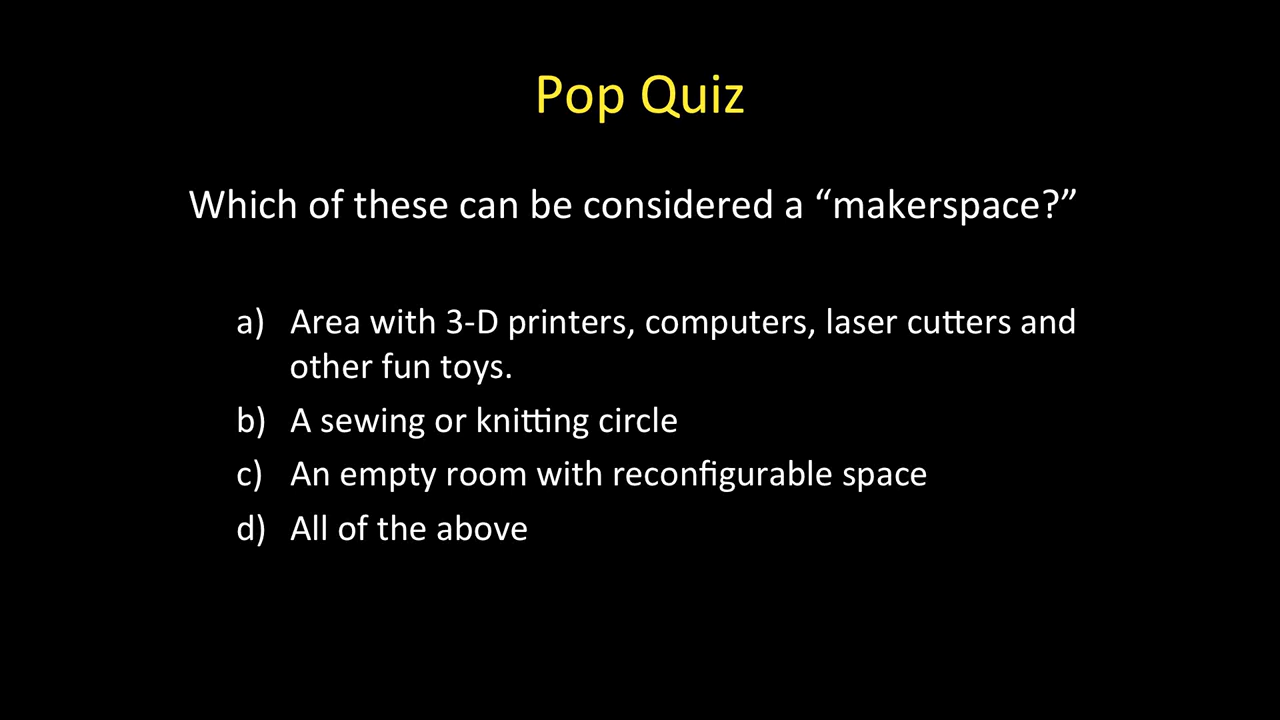 Pop Quiz
Which of these can be considered a “makerspace?”
a) Area with 3-D printers, computers, laser cutters and
other fun toys.
b) A sewing or knitting circle
c) An empty room with reconfigurable space
d) All of the above